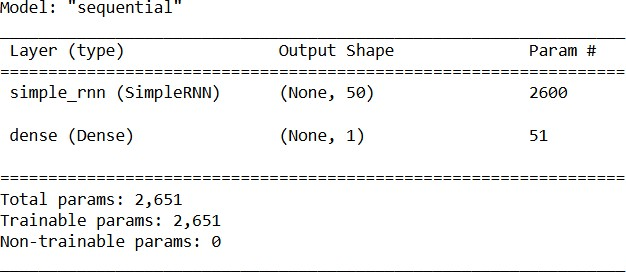 Model: "sequential"
_________________________________________________________________
Layer (type) Output Shape Param #
=================================================================
simple_rnn (SimpleRNN) (None, 50) 2600
dense (Dense) (None, 1) 51
=================================================================
Total params: 2,651
Trainable params: 2,651
Non-trainable params: 0
_________________________________________________________________